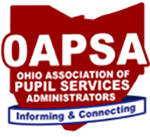 OAPSA
OHIO ASSOCIATION OF
PUPIL SERVICES
ADMINISTRATORS
Informing & Connecting